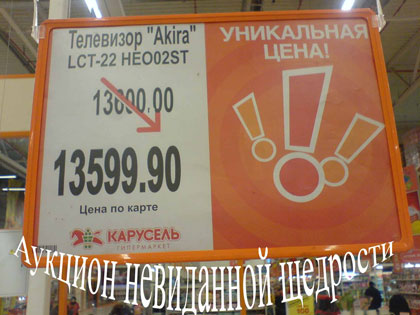 Телевизор "Akira"
LCT-22 HEO02ST
13600.00
13599.90
Цена по карте
КАРУСЕЛЬ
ГИПЕРМАРКЕТ
УНИКАЛЬНАЯ
ЦЕНА!
Аукцион невиданной щедрости